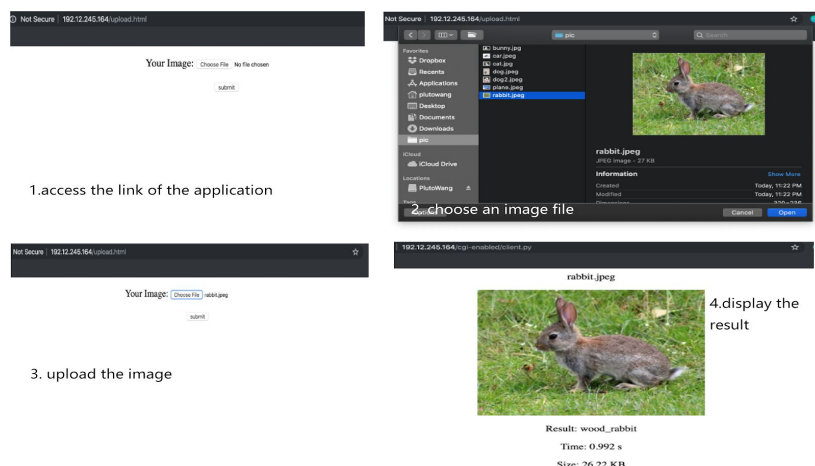 Not Secure | 192.12.245.164/upload.html
Your Image: Choose File No file chosen
submit
1.access the link of the application
Not Secure | 192.12.245.164/upload.html
pic
Search
Favorites
Dropbox
Recents
Applications
plutowang
Desktop
Documents
Downloads
pic
iCloud
iCloud Drive
Locations
PlutoWang
Tags
bunny.jpg
car.jpeg
cat.jpg
dog.jpeg
dog2.jpeg
plane.jpeg
rabbit.jpeg
rabbit.jpeg
JPEG image - 27 KB
Information Show More
Created Today, 11:22 PM
Modified Today, 11:22 PM
Dimensions 320×236
2. choose an image file
Options Cancel Open
Not Secure | 192.12.245.164/upload.html
Your Image: Choose File rabbit.jpeg
submit
3. upload the image
192.12.245.164/cgi-enabled/client.py
rabbit.jpeg
4.display the
result
Result: wood_rabbit
Time: 0.992 s
Size: 26.22 KB